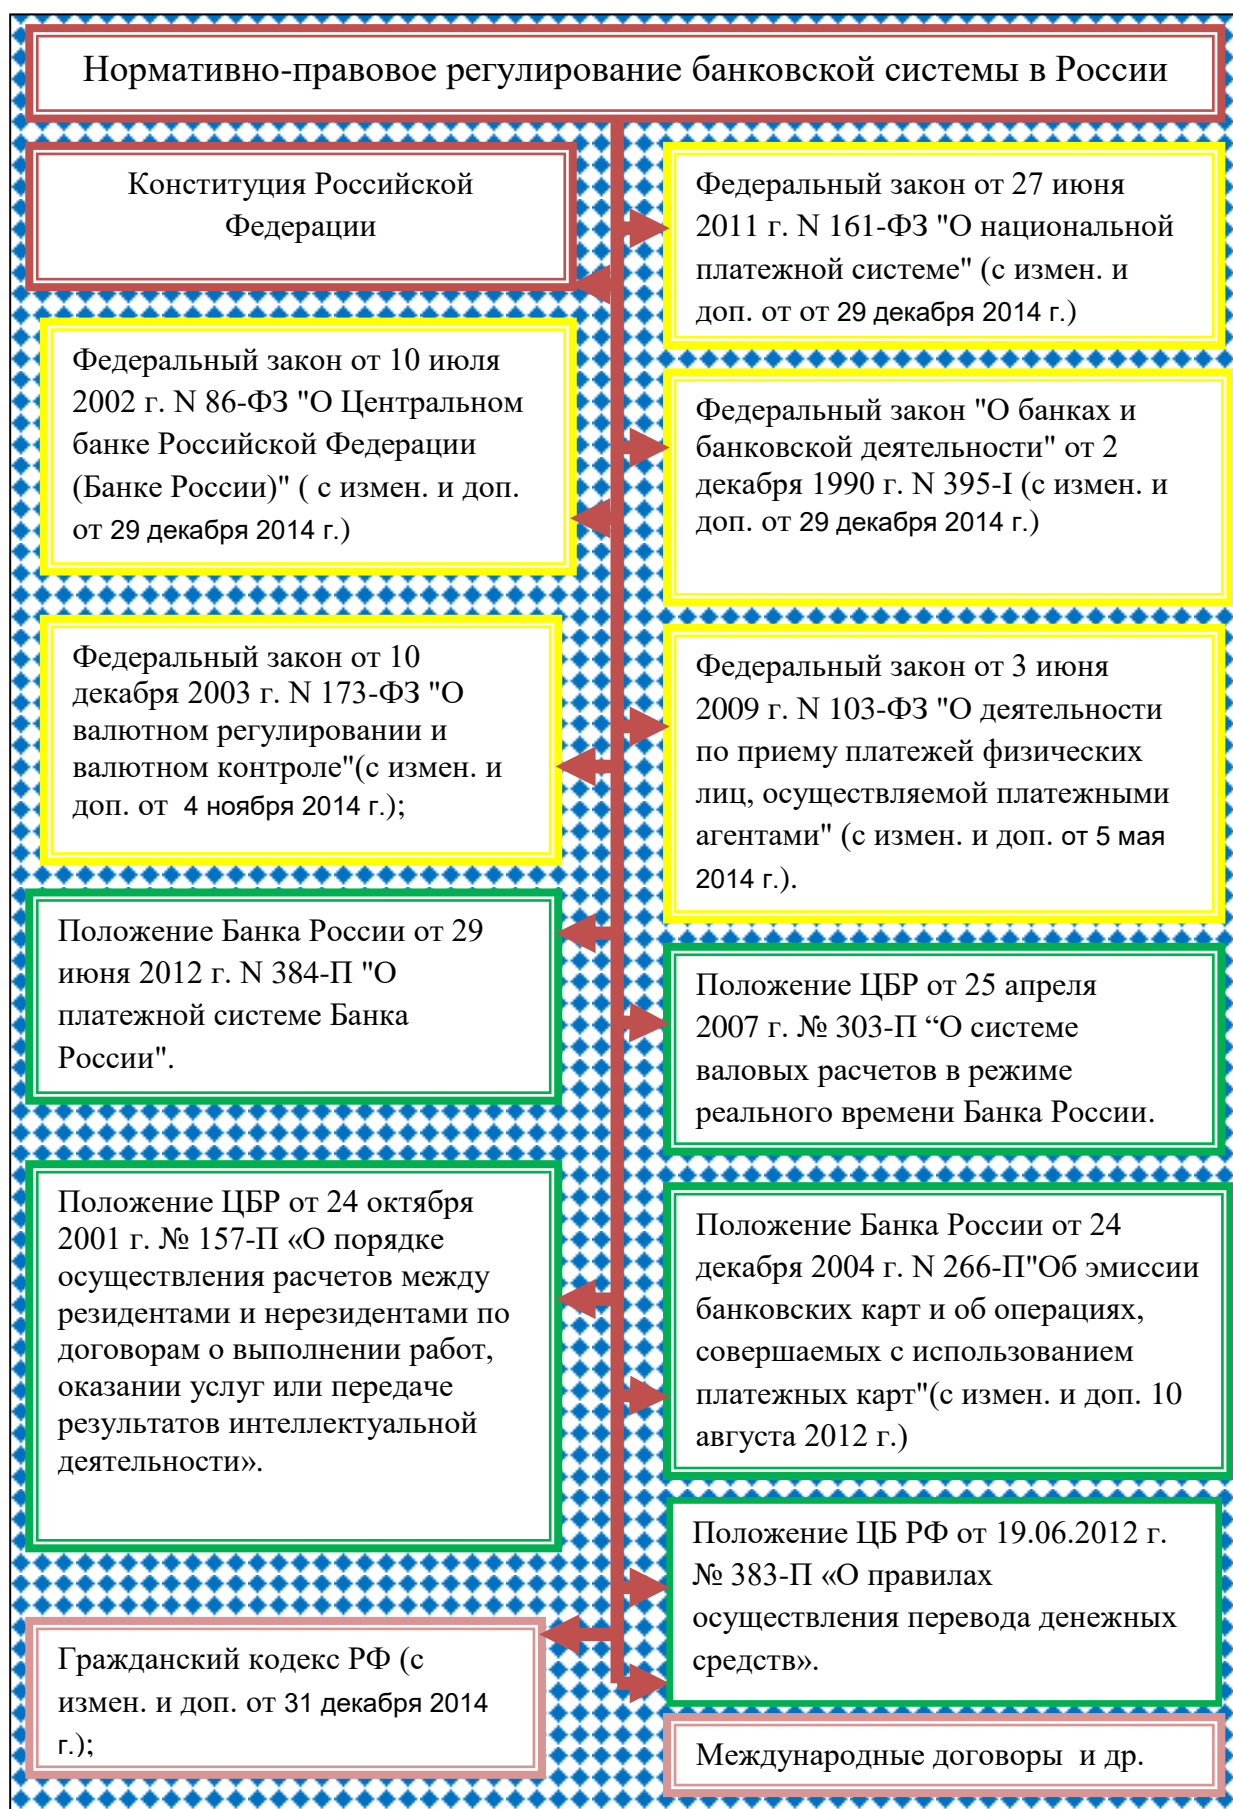 Нормативно-правовое регулирование банковской системы в России
Конституция Российской
Федерации
Федеральный закон от 10 июля
2002 г. N 86-ФЗ "О Центральном
банке Российской Федерации
(Банке России)" ( с измен. и доп.
от 29 декабря 2014 г.)
Федеральный закон от 10
декабря 2003 г. N 173-ФЗ "О
валютном регулировании и
валютном контроле"(с измен. и
доп. от  4 ноября 2014 г.);
Положение Банка России от 29
июня 2012 г. N 384-П "О
платежной системе Банка
России".
Положение ЦБР от 24 октября
2001 г. № 157-П «О порядке
осуществления расчетов между
резидентами и нерезидентами по
договорам о выполнении работ,
оказании услуг или передаче
результатов интеллектуальной
деятельности».
Гражданский кодекс РФ (с
измен. и доп. от 31 декабря 2014
г.);
Федеральный закон от 27 июня
2011 г. N 161-ФЗ "О национальной
платежной системе" (с измен. и
доп. от от 29 декабря 2014 г.)
Федеральный закон "О банках и
банковской деятельности" от 2
декабря 1990 г. N 395-I (с измен. и
доп. от 29 декабря 2014 г.)
Федеральный закон от 3 июня
2009 г. N 103-ФЗ "О деятельности
по приему платежей физических
лиц, осуществляемой платежными
агентами" (с измен. и доп. от 5 мая
2014 г.).
Положение ЦБР от 25 апреля
2007 г. № 303-П “О системе
валовых расчетов в режиме
реального времени Банка России.
Положение Банка России от 24
декабря 2004 г. N 266-П"Об эмиссии
банковских карт и об операциях,
совершаемых с использованием
платежных карт"(с измен. и доп. 10
августа 2012 г.)
Положение ЦБ РФ от 19.06.2012 г.
№ 383-П «О правилах
осуществления перевода денежных
средств».
Международные договоры  и др.